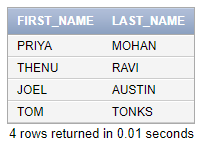 FIRST_NAME LAST_NAME
PRIYA MOHAN
THENU RAVI
JOEL AUSTIN
TOM TONKS
4 rows returned in 0.01 seconds